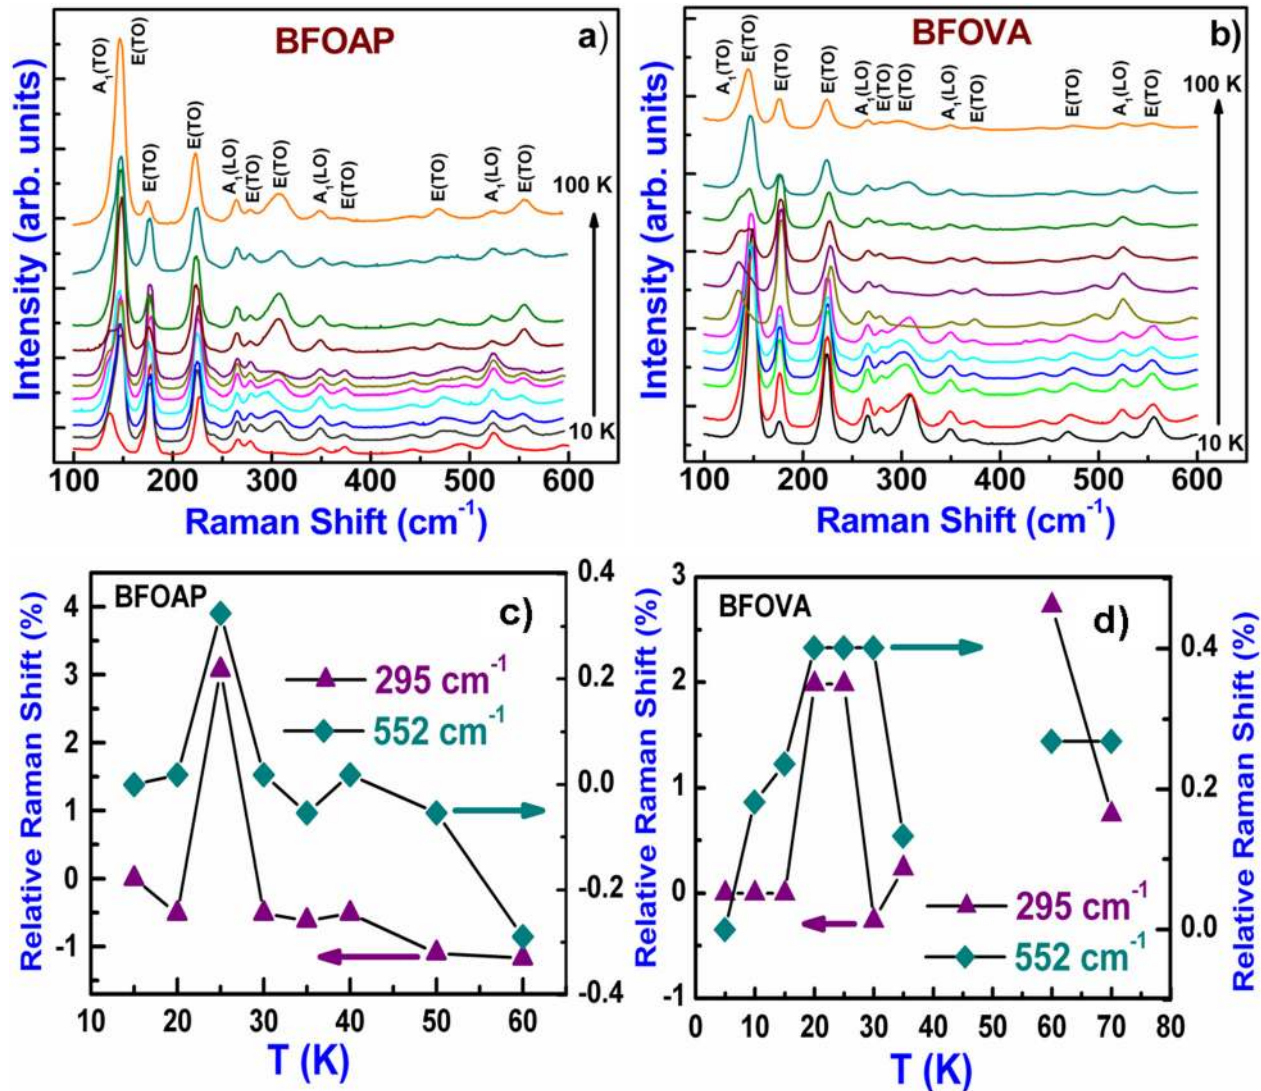 BFOAP
a)
A₁(TO)
E(TO)
E(TO)
E(TO)
A₁(LO)
E(TO)
E(TO)
A₁(LO)
E(TO)
E(TO)
A₁(LO)
E(TO)
100 K
10 K
Intensity (arb. units)
100 200 300 400 500 600
Raman Shift (cm⁻¹)
BFOVA
b)
A₁(TO)
E(TO)
E(TO)
E(TO)
A₁(LO)
E(TO)
E(TO)
A₁(LO)
E(TO)
E(TO)
A₁(LO)
E(TO)
100 K
10 K
Intensity (arb. units)
100 200 300 400 500 600
Raman Shift (cm⁻¹)
BFOAP
c)
295 cm⁻¹
552 cm⁻¹
4
3
2
1
0
-1
Relative Raman Shift (%)
0.4
0.2
0.0
-0.2
-0.4
10 20 30 40 50 60
T (K)
BFOVA
d)
295 cm⁻¹
552 cm⁻¹
3
2
1
0
-1
Relative Raman Shift (%)
0.4
0.2
0.0
Relative Raman Shift (%)
0 10 20 30 40 50 60 70 80
T (K)